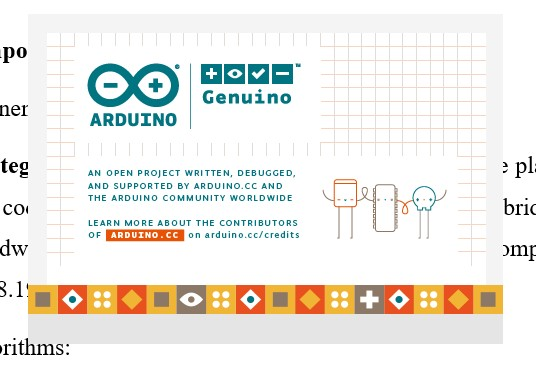 ARDUINO
Genuino
AN OPEN PROJECT WRITTEN, DEBUGGED,
AND SUPPORTED BY ARDUINO.CC AND
THE ARDUINO COMMUNITY WORLDWIDE
LEARN MORE ABOUT THE CONTRIBUTORS
OF ARDUINO.CC on arduino.cc/credits